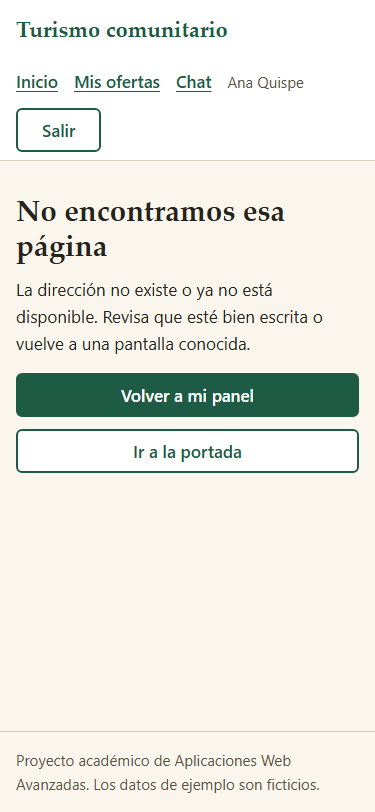 Turismo comunitario
Inicio Mis ofertas Chat Ana Quispe
Salir
No encontramos esa
página
La dirección no existe o ya no está
disponible. Revisa que esté bien escrita o
vuelve a una pantalla conocida.
Volver a mi panel
Ir a la portada
Proyecto académico de Aplicaciones Web
Avanzadas. Los datos de ejemplo son ficticios.